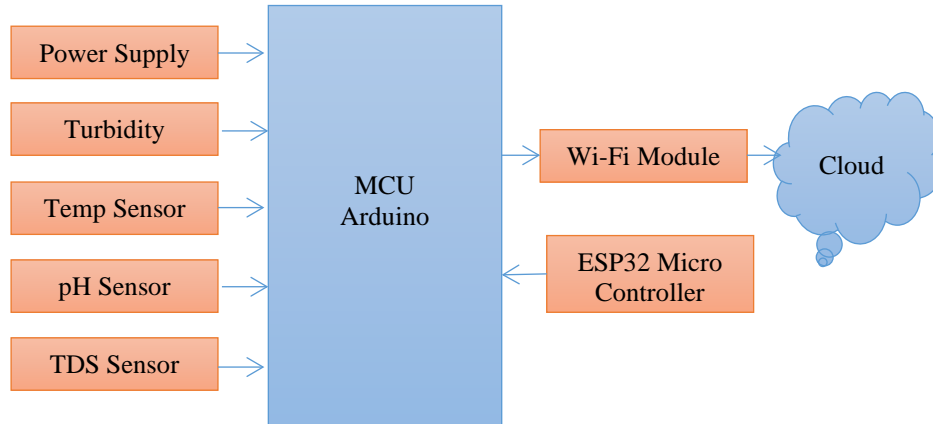 Power Supply
Turbidity
Temp Sensor
pH Sensor
TDS Sensor
MCU
Arduino
Wi-Fi Module
ESP32 Micro
Controller
Cloud